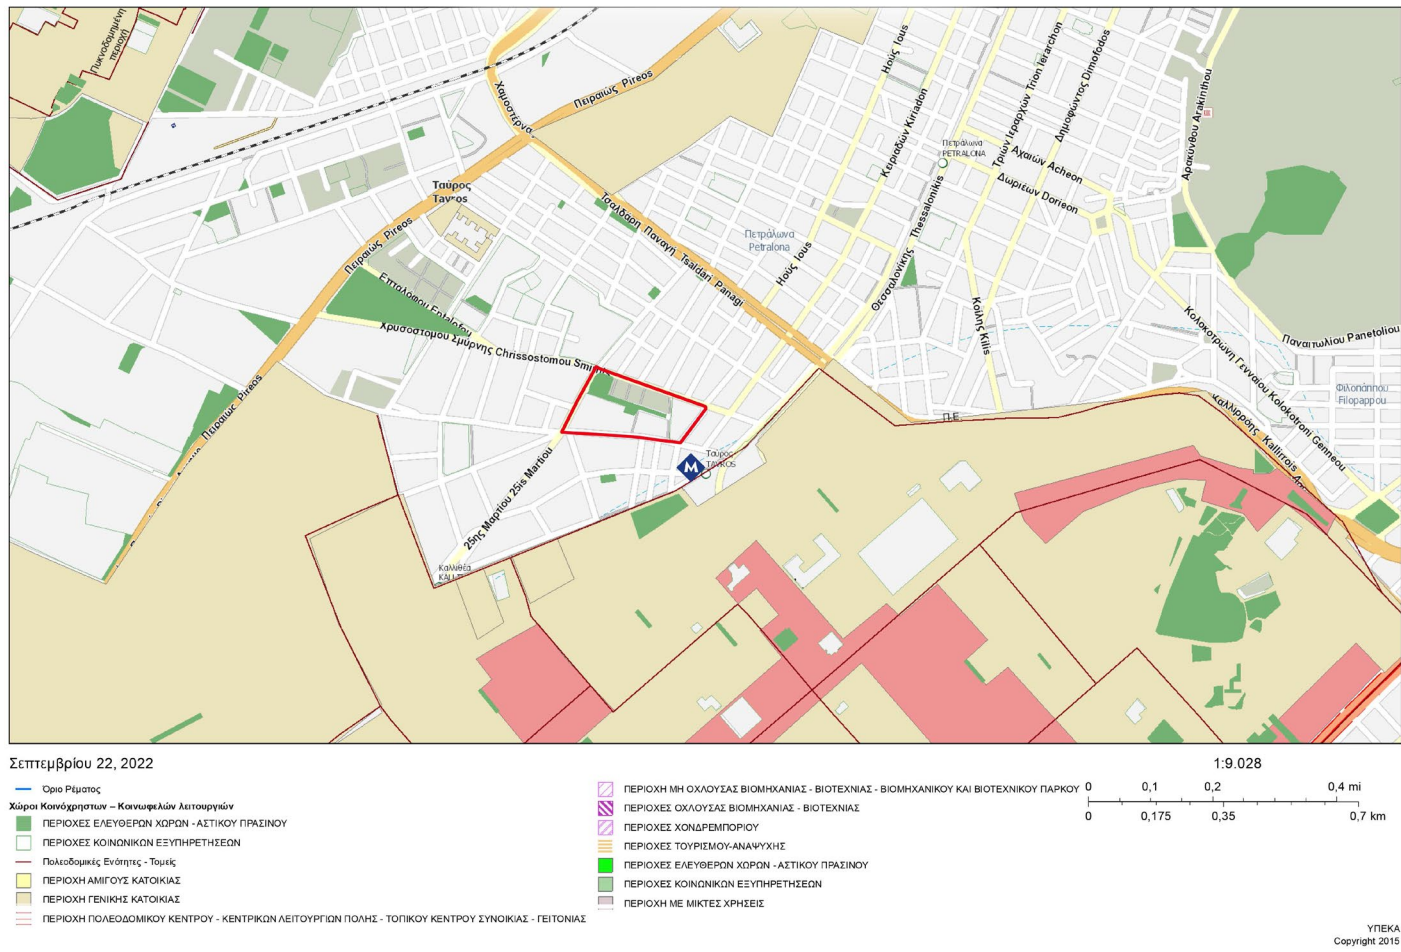 Πυκνοδομημένη
περιοχή
Χαμοστέρνα
Πειραιώς Pireos
Ηούς Ious
Κειριαδών Kiriadon
Τριών Ιεραρχών Trion Ierarchon
Δημοφώντος Dimofodos
Αρακύνθου Arakinthou
Πετράλωνα
PETRALONA
Αχαιών Acheon
Δωριέων Dorieon
Ταύρος
Tavros
Πειραιώς Pireos
Τσαλδάρη Παναγή Tsaldari Panagi
Πετράλωνα
Petralona
Ηούς Ious
Θεσσαλονίκης Thessalonikis
Κοίλης Kilis
Επταλόφου Eptalofou
Χρυσοστόμου Σμύρνης Chrissostomou Smirnis
Κολοκοτρώνη Γενναίου Kolokotroni Genneou
Παναιτωλίου Panetoliou
Φιλοπάππου
Filopappou
Καλλιρρόης Kallirrois
Π.Ε
Πειραιώς Pireos
Ταύρος
TAVROS
M
25ης Μαρτίου 25is Martiou
Καλλιθέα
Σεπτεμβρίου 22, 2022
1:9.028
Όριο Ρέματος
Χώροι Κοινόχρηστων – Κοινωφελών λειτουργιών
ΠΕΡΙΟΧΕΣ ΕΛΕΥΘΕΡΩΝ ΧΩΡΩΝ - ΑΣΤΙΚΟΥ ΠΡΑΣΙΝΟΥ
ΠΕΡΙΟΧΕΣ ΚΟΙΝΩΝΙΚΩΝ ΕΞΥΠΗΡΕΤΗΣΕΩΝ
Πολεοδομικές Ενότητες - Τομείς
ΠΕΡΙΟΧΗ ΑΜΙΓΟΥΣ ΚΑΤΟΙΚΙΑΣ
ΠΕΡΙΟΧΗ ΓΕΝΙΚΗΣ ΚΑΤΟΙΚΙΑΣ
ΠΕΡΙΟΧΗ ΠΟΛΕΟΔΟΜΙΚΟΥ ΚΕΝΤΡΟΥ - ΚΕΝΤΡΙΚΩΝ ΛΕΙΤΟΥΡΓΙΩΝ ΠΟΛΗΣ - ΤΟΠΙΚΟΥ ΚΕΝΤΡΟΥ ΣΥΝΟΙΚΙΑΣ - ΓΕΙΤΟΝΙΑΣ
ΠΕΡΙΟΧΗ ΜΗ ΟΧΛΟΥΣΑΣ ΒΙΟΜΗΧΑΝΙΑΣ - ΒΙΟΤΕΧΝΙΑΣ - ΒΙΟΜΗΧΑΝΙΚΟΥ ΚΑΙ ΒΙΟΤΕΧΝΙΚΟΥ ΠΑΡΚΟΥ
ΠΕΡΙΟΧΕΣ ΟΧΛΟΥΣΑΣ ΒΙΟΜΗΧΑΝΙΑΣ - ΒΙΟΤΕΧΝΙΑΣ
ΠΕΡΙΟΧΗ ΧΟΝΔΡΕΜΠΟΡΙΟΥ
ΠΕΡΙΟΧΕΣ ΤΟΥΡΙΣΜΟΥ-ΑΝΑΨΥΧΗΣ
ΠΕΡΙΟΧΕΣ ΕΛΕΥΘΕΡΩΝ ΧΩΡΩΝ - ΑΣΤΙΚΟΥ ΠΡΑΣΙΝΟΥ
ΠΕΡΙΟΧΕΣ ΚΟΙΝΩΝΙΚΩΝ ΕΞΥΠΗΡΕΤΗΣΕΩΝ
ΠΕΡΙΟΧΗ ΜΕ ΜΙΚΤΕΣ ΧΡΗΣΕΙΣ
0 0,1 0,2 0,4 mi
0 0,175 0,35 0,7 km
ΥΠΕΚΑ
Copyright 2015